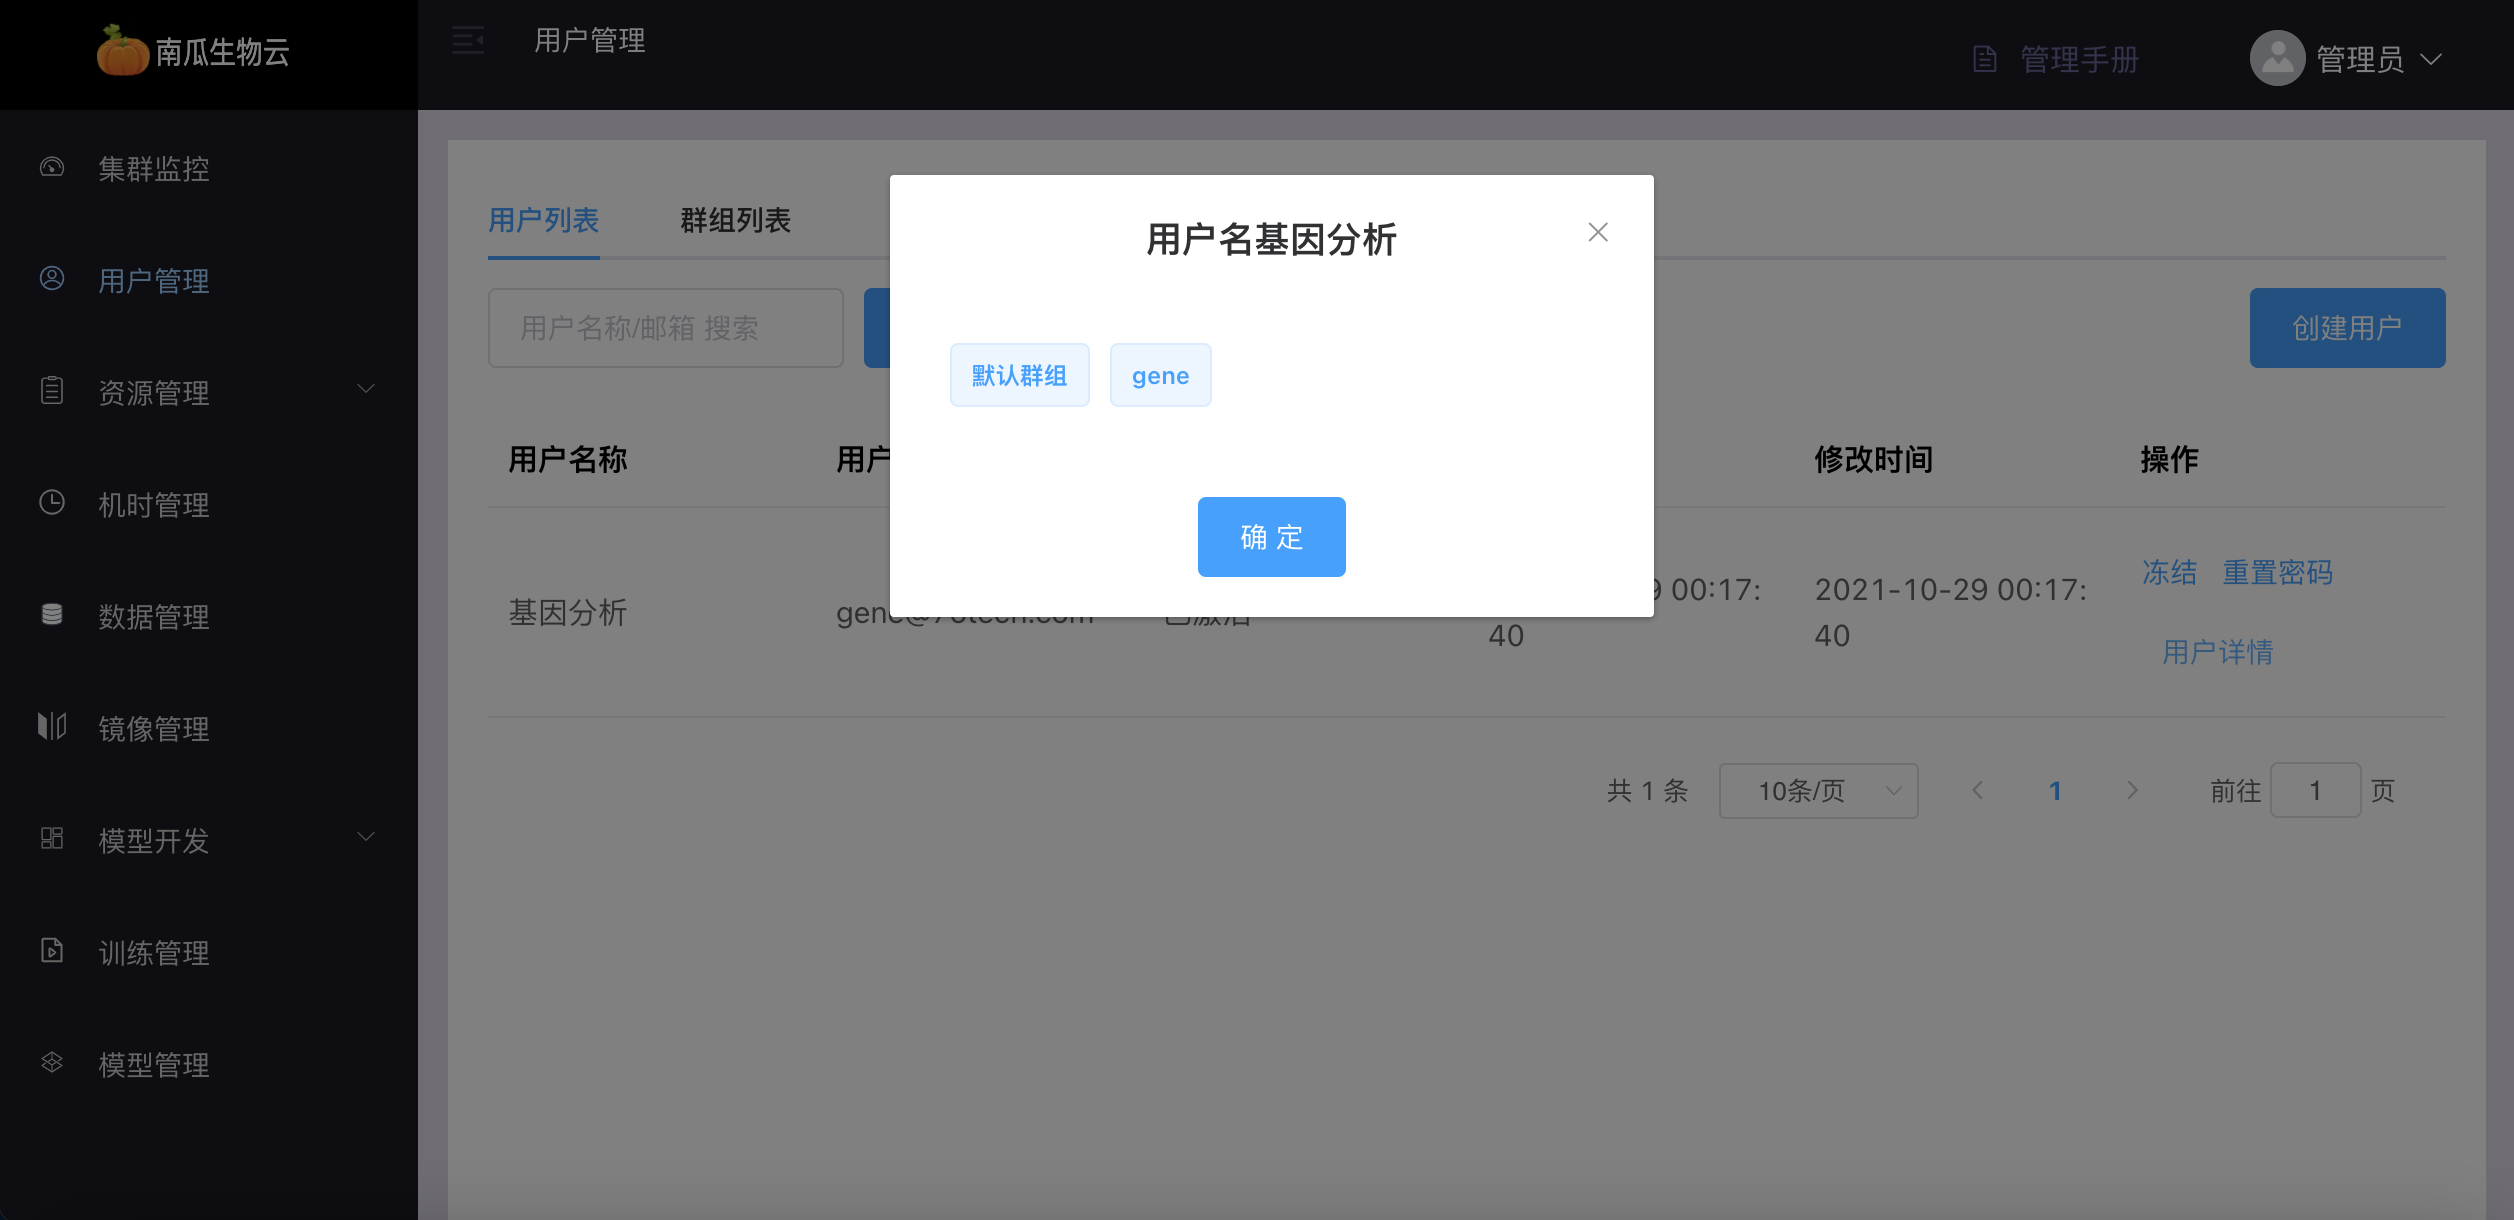 南瓜生物云
用户管理
管理手册
管理员
集群监控
用户管理
资源管理
机时管理
数据管理
镜像管理
模型开发
训练管理
模型管理
用户列表
群组列表
用户名称/邮箱 搜索
创建用户
用户名基因分析
默认群组
gene
确 定
用户名称
用户
修改时间
操作
基因分析
已激活
9 00:17:
40
2021-10-29 00:17:
40
冻结 重置密码
用户详情
共 1 条
10条/页
1
前往 1 页